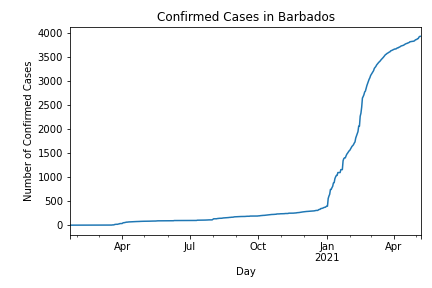 Confirmed Cases in Barbados
Number of Confirmed Cases
4000
3500
3000
2500
2000
1500
1000
500
0
Apr Jul Oct Jan Apr
2021
Day